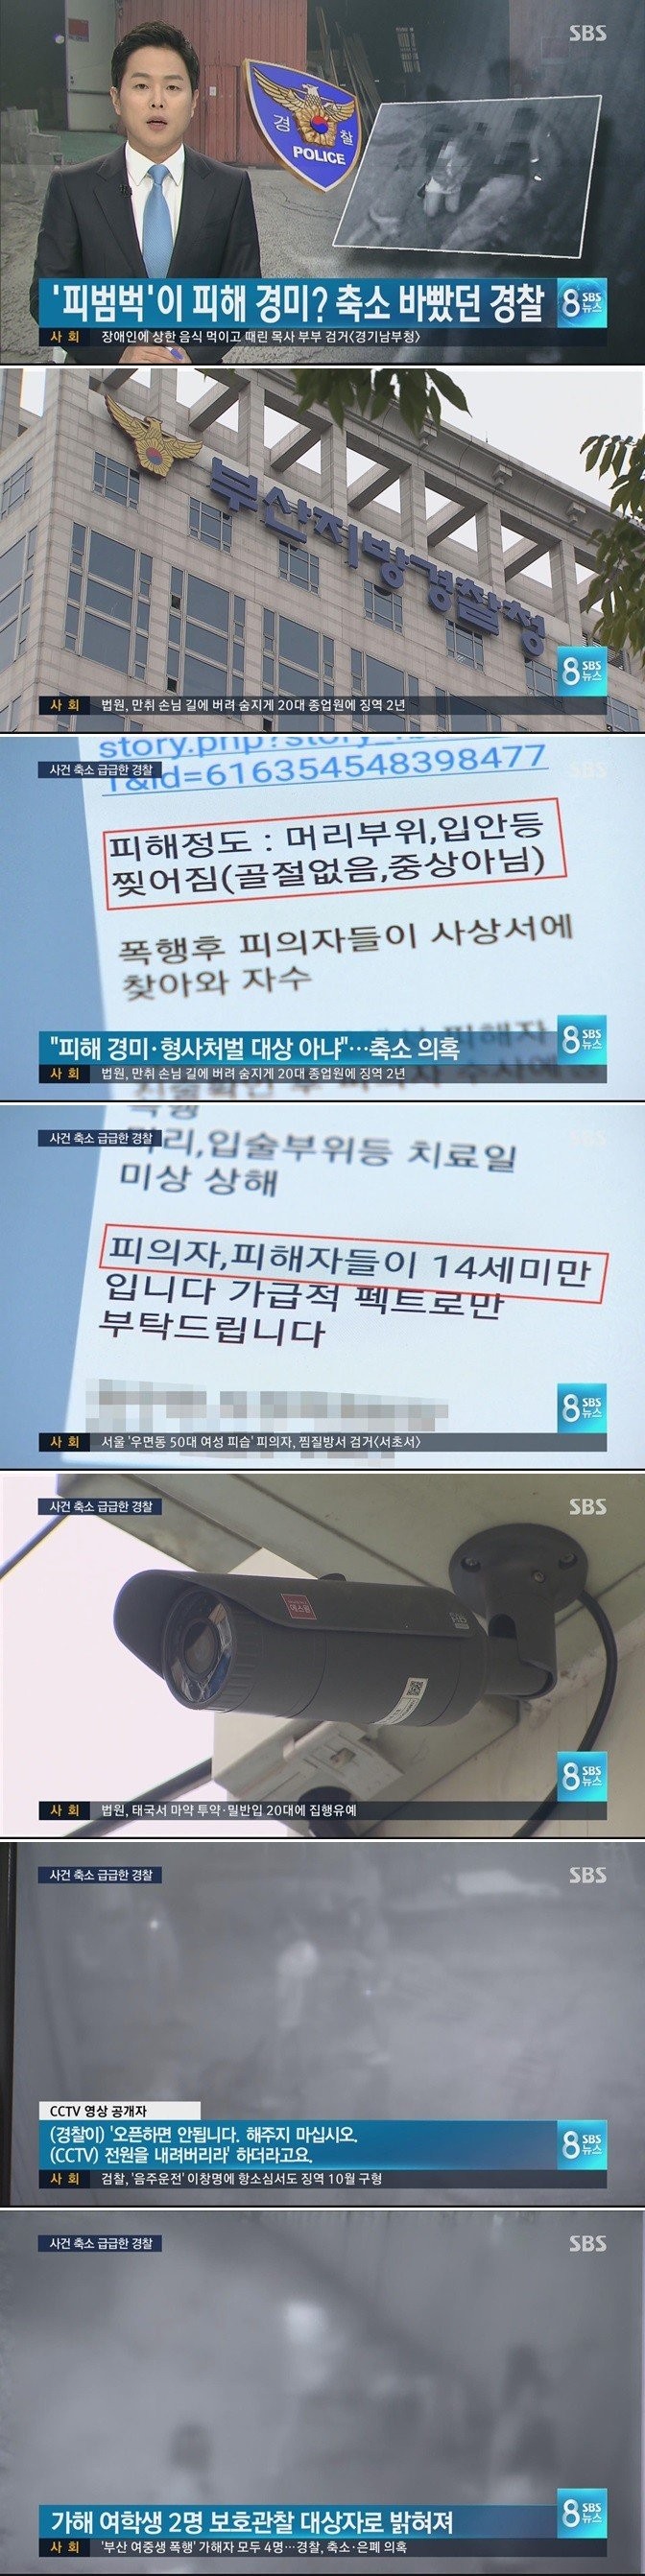 SBS
경 찰
POLICE
'피범벅'이 피해 경미? 축소 바빴던 경찰
8 SBS 뉴스
사 회 장애인에 상한 음식 먹이고 때린 목사 부부 검거<경기남부청>
부산지방경찰청
8 SBS 뉴스
사 회 법원, 만취 손님 길에 버려 숨지게 20대 종업원에 징역 2년
사건 축소 급급한 경찰
SBS
1&id=616354548398477
피해정도 : 머리부위,입안등
찢어짐(골절없음,중상아님)
폭행후 피의자들이 사상서에
찾아와 자수
"피해 경미·형사처벌 대상 아냐"…축소 의혹
8 SBS 뉴스
사 회 법원, 만취 손님 길에 버려 숨지게 20대 종업원에 징역 2년
사건 축소 급급한 경찰
머리,입술부위등 치료일
미상 상해
피의자,피해자들이 14세미만
입니다 가급적 펙트로만
부탁드립니다
8 SBS 뉴스
사 회 서울 '우면동 50대 여성 피습' 피의자, 찜질방서 검거<서초서>
사건 축소 급급한 경찰
SBS
에스원
8 SBS 뉴스
사 회 법원, 태국서 마약 투약·밀반입 20대에 집행유예
사건 축소 급급한 경찰
SBS
CCTV 영상 공개자
(경찰이) '오픈하면 안됩니다. 해주지 마십시오.
(CCTV) 전원을 내려버리라' 하더라고요.
8 SBS 뉴스
사 회 검찰, '음주운전' 이창명에 항소심서도 징역 10월 구형
사건 축소 급급한 경찰
SBS
가해 여학생 2명 보호관찰 대상자로 밝혀져
8 SBS 뉴스
사 회 '부산 여중생 폭행' 가해자 모두 4명…경찰, 축소·은폐 의혹